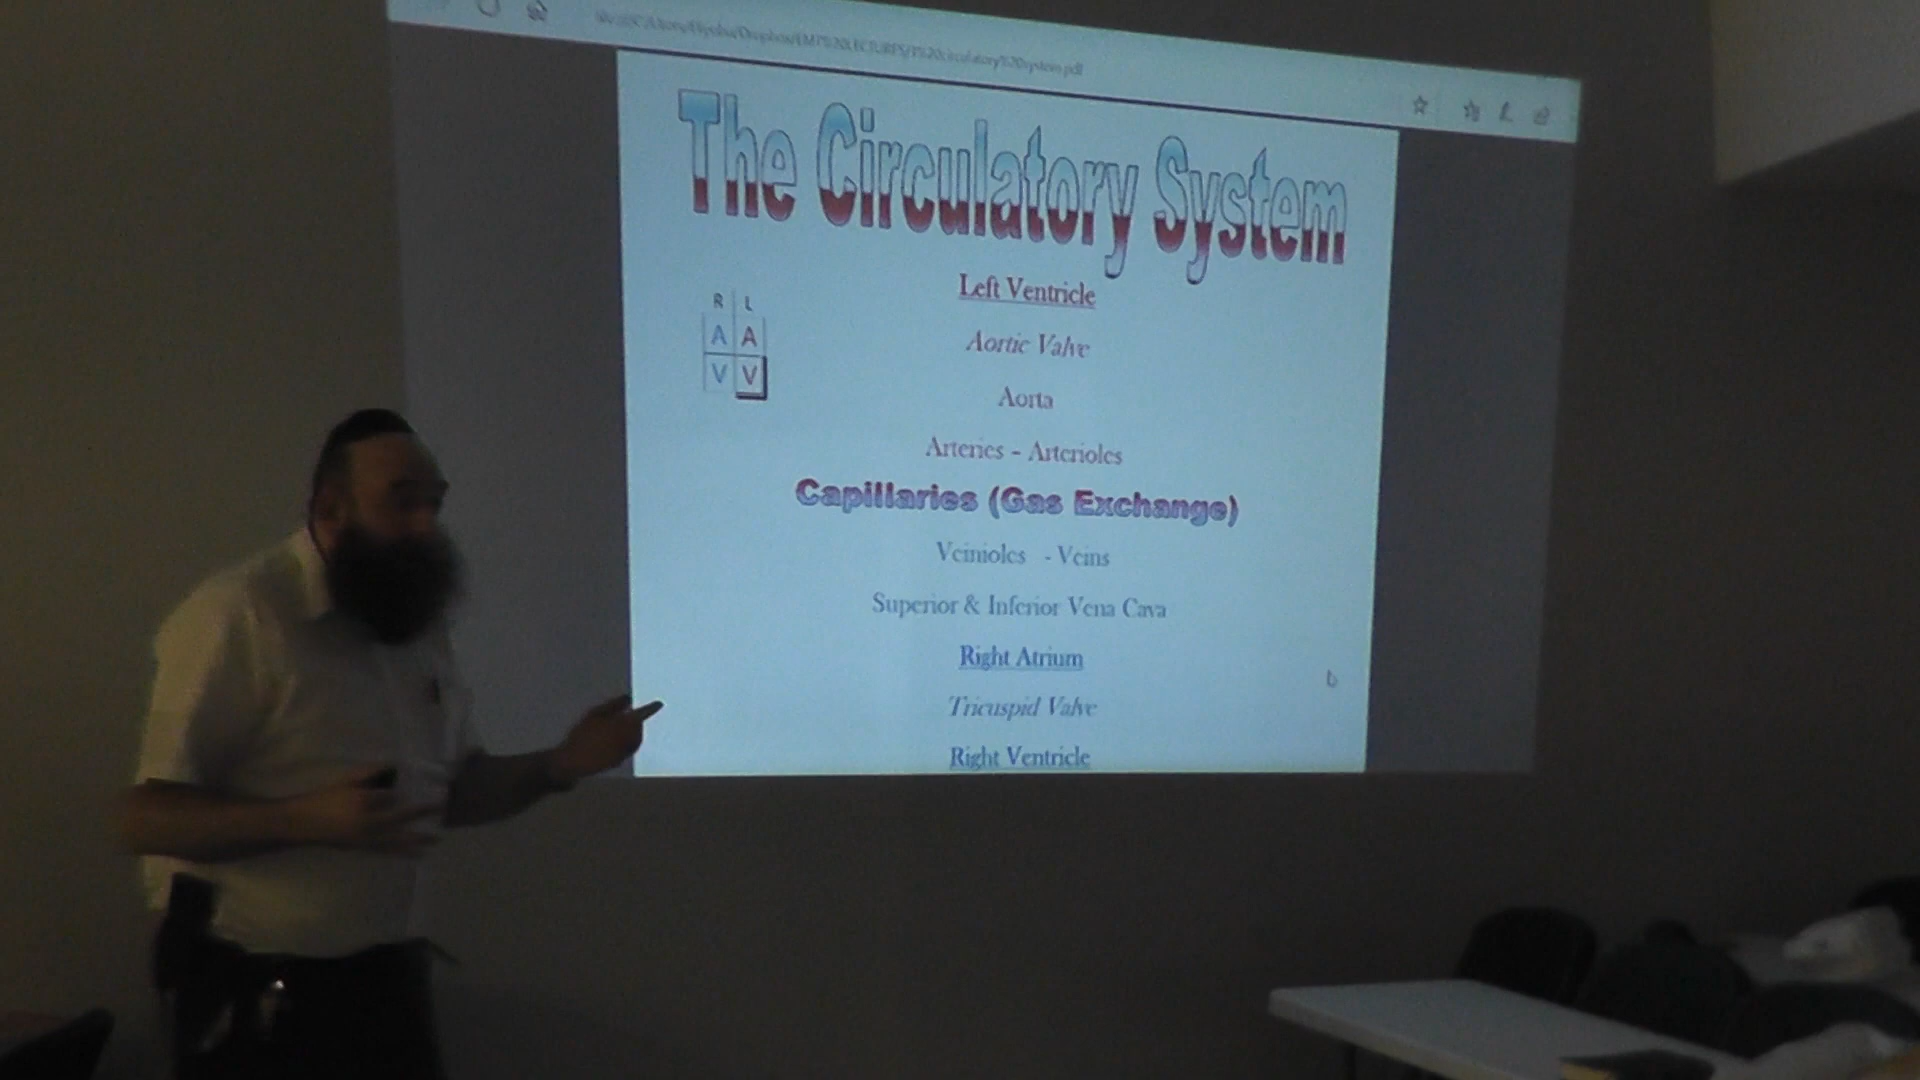 The Circulatory System
R L
A A
V V
Left Ventricle
Aortic Valve
Aorta
Arteries - Arterioles
Capillaries (Gas Exchange)
Veinioles - Veins
Superior & Inferior Vena Cava
Right Atrium
Tricuspid Valve
Right Ventricle